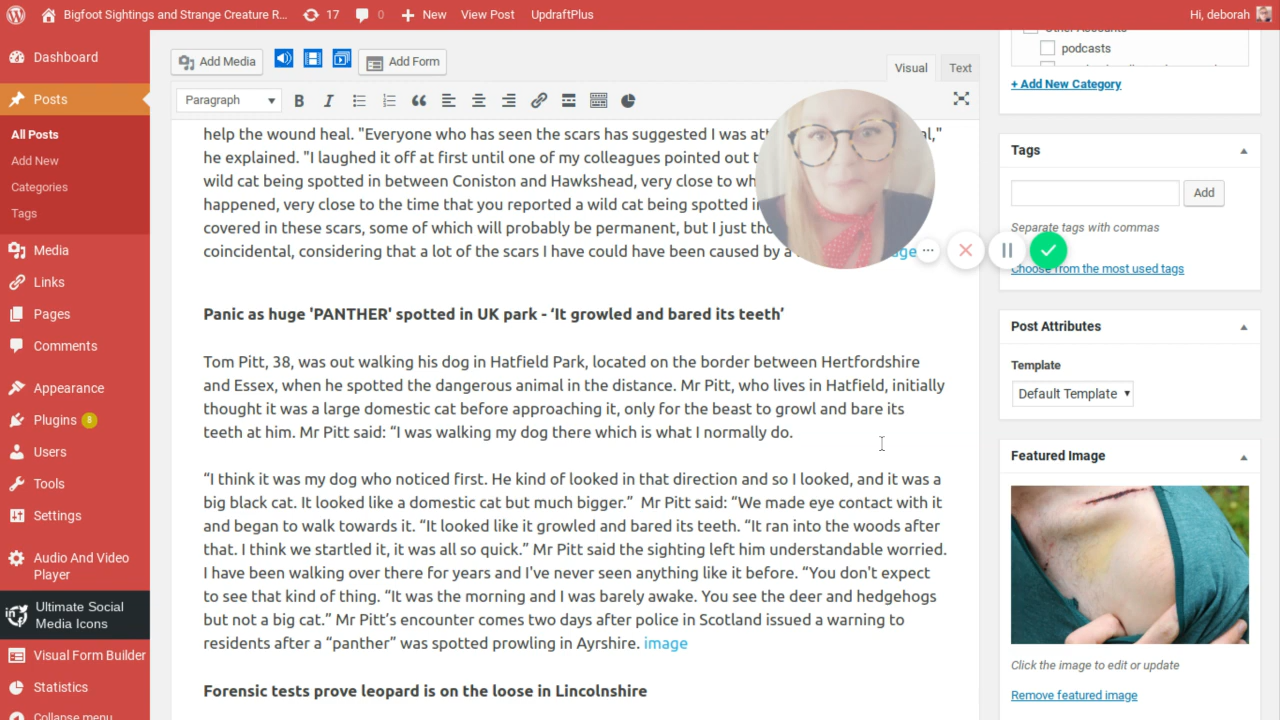 Bigfoot Sightings and Strange Creature R...
17
0
New
View Post
UpdraftPlus
Hi, deborah
Dashboard
Posts
All Posts
Add New
Categories
Tags
Media
Links
Pages
Comments
Appearance
Plugins 8
Users
Tools
Settings
Audio And Video
Player
Ultimate Social
Media Icons
Visual Form Builder
Statistics
Collapse menu
Add Media
Add Form
Visual
Text
Paragraph
help the wound heal. "Everyone who has seen the scars has suggested I was
he explained. "I laughed it off at first until one of my colleagues pointed out
wild cat being spotted in between Coniston and Hawkshead, very close to
happened, very close to the time that you reported a wild cat being spotted
covered in these scars, some of which will probably be permanent, but I just
coincidental, considering that a lot of the scars I have could have been caused by a
Panic as huge 'PANTHER' spotted in UK park - ‘It growled and bared its teeth’
Tom Pitt, 38, was out walking his dog in Hatfield Park, located on the border between Hertfordshire
and Essex, when he spotted the dangerous animal in the distance. Mr Pitt, who lives in Hatfield, initially
thought it was a large domestic cat before approaching it, only for the beast to growl and bare its
teeth at him. Mr Pitt said: “I was walking my dog there which is what I normally do.
“I think it was my dog who noticed first. He kind of looked in that direction and so I looked, and it was a
big black cat. It looked like a domestic cat but much bigger.” Mr Pitt said: “We made eye contact with it
and began to walk towards it. “It looked like it growled and bared its teeth. “It ran into the woods after
that. I think we startled it, it was all so quick.” Mr Pitt said the sighting left him understandable worried.
I have been walking over there for years and I've never seen anything like it before. “You don't expect
to see that kind of thing. “It was the morning and I was barely awake. You see the deer and hedgehogs
but not a big cat.” Mr Pitt’s encounter comes two days after police in Scotland issued a warning to
residents after a “panther” was spotted prowling in Ayrshire. image
Forensic tests prove leopard is on the loose in Lincolnshire
podcasts
+ Add New Category
Tags
Add
Separate tags with commas
Choose from the most used tags
Post Attributes
Template
Default Template
Featured Image
Click the image to edit or update
Remove featured image